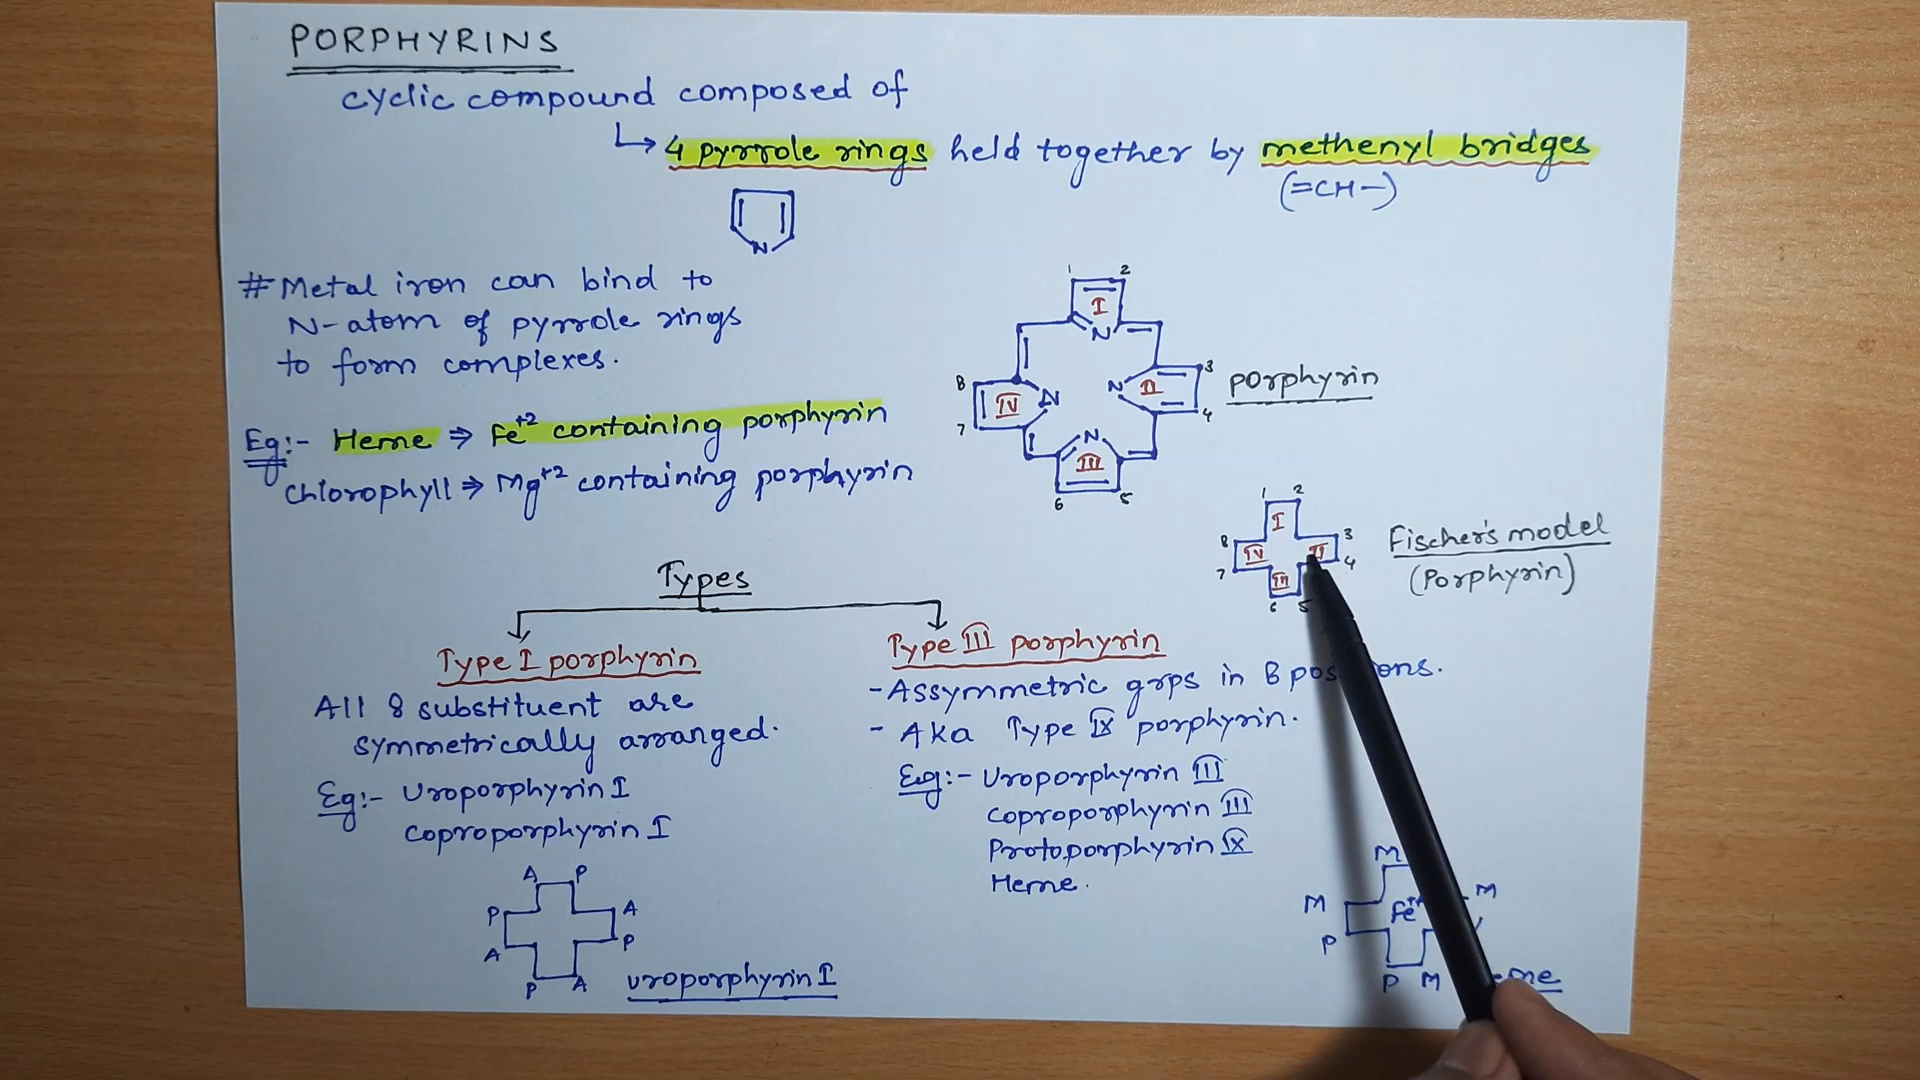 PORPHYRINS
cyclic compound composed of
↳ 4 pyrrole rings held together by methenyl bridges
(=CH-)
N
# Metal iron can bind to
N-atom of pyrrole rings
to form complexes.
Eg:- Heme ⇒ Fe+2 containing porphyrin
chlorophyll ⇒ Mg+2 containing porphyrin
1 2
I
N
8 3
IV N N II
7 4
N
III
6 5
porphyrin
1 2
I
8 3
IV II
7 4
III
6 5
Fischer's model
(Porphyrin)
Types
Type I porphyrin
All 8 substituent are
symmetrically arranged.
Eg:- Uroporphyrin I
coproporphyrin I
A P
P A
A P
P A
uroporphyrin I
Type III porphyrin
- Assymmetric grps in 8 ons.
- Aka Type IX porphyrin.
Eg:- Uroporphyrin III
coproporphyrin III
Protoporphyrin IX
Heme.
M
M M
Fe++
P
P M